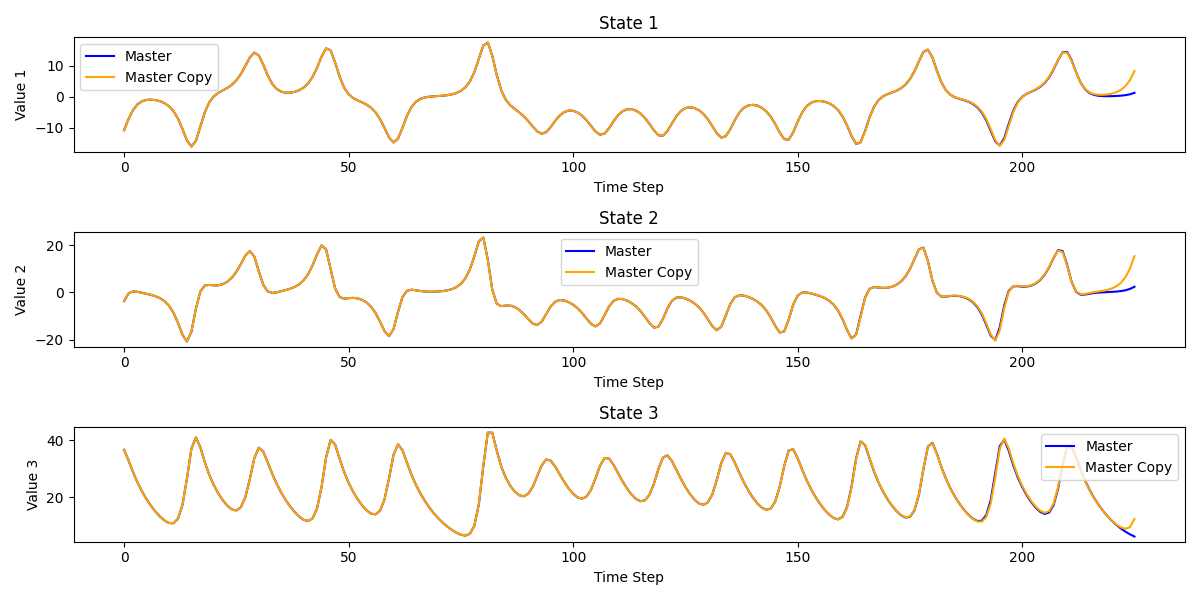 State 1
Value 1
10
0
−10
Master
Master Copy
0
50
100
150
200
Time Step
State 2
Value 2
20
0
−20
Master
Master Copy
0
50
100
150
200
Time Step
State 3
Value 3
40
20
Master
Master Copy
0
50
100
150
200
Time Step